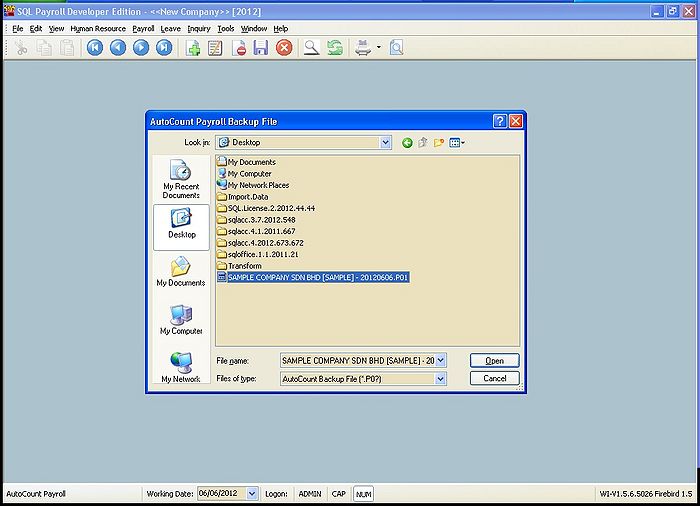 SQL Payroll Developer Edition - <<New Company>> [2012]
File Edit View Human Resource Payroll Leave Inquiry Tools Window Help
AutoCount Payroll Backup File
Look in: Desktop
My Recent Documents
Desktop
My Documents
My Computer
My Network
My Documents
My Computer
My Network Places
Import.Data
SQL.License.2.2012.44.44
sqlacc.3.7.2012.548
sqlacc.4.1.2011.667
sqlacc.4.2012.673.672
sqloffice.1.1.2011.21
Transform
SAMPLE COMPANY SDN BHD [SAMPLE] - 20120606.P01
File name: SAMPLE COMPANY SDN BHD [SAMPLE] - 20 Open
Files of type: AutoCount Backup File (*.P0?) Cancel
AutoCount Payroll Working Date: 06/06/2012 Logon: ADMIN CAP NUM WI-V1.5.6.5026 Firebird 1.5